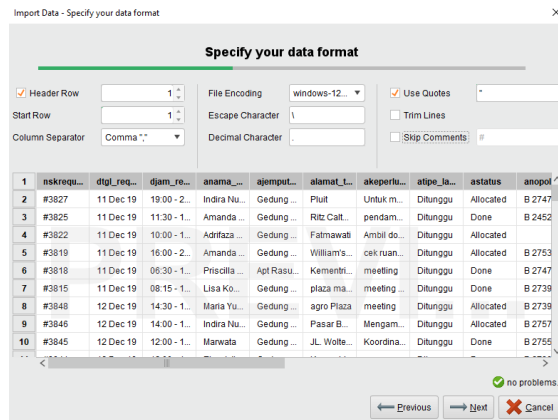 Import Data - Specify your data format
Specify your data format
Header Row 1 File Encoding windows-12... Use Quotes "
Start Row 1 Escape Character \ Trim Lines
Column Separator Comma "," Decimal Character . Skip Comments #
1 nskrequ... dtgl_req... djam_re... anama_... ajemput... alamat_t... akeperlu... atipe_la... astatus anopol
2 #3827 11 Dec 19 19:00 - 2... Indira Nu... Gedung ... Pluit Untuk m... Ditunggu Allocated B 2747
3 #3825 11 Dec 19 11:30 - 1... Amanda ... Gedung ... Ritz Calt... pendam... Ditunggu Done B 2452
4 #3822 11 Dec 19 10:00 - 1... Adrifaza ... Gedung ... Fatmawati Ambil do... Ditunggu Allocated
5 #3819 11 Dec 19 16:00 - 2... Amanda ... Gedung ... William's... cek ruan... Ditunggu Allocated B 2753
6 #3818 11 Dec 19 06:30 - 1... Priscilla ... Apt Rasu... Kementri... meeting Ditunggu Done B 2747
7 #3815 11 Dec 19 08:15 - 1... Lisa Ko... Gedung ... plaza ma... meeting ... Ditunggu Done B 2739
8 #3848 12 Dec 19 14:30 - 1... Maria Yu... Gedung ... agro Plaza meeting Ditunggu Allocated B 2739
9 #3846 12 Dec 19 14:00 - 1... Indira Nu... Gedung ... Pasar B... Mengam... Ditunggu Allocated B 2757
10 #3845 12 Dec 19 12:00 - 1... Marwata Gedung ... JL. Wolte... Koordina... Ditunggu Done B 2755
no problems.
Previous Next Cancel